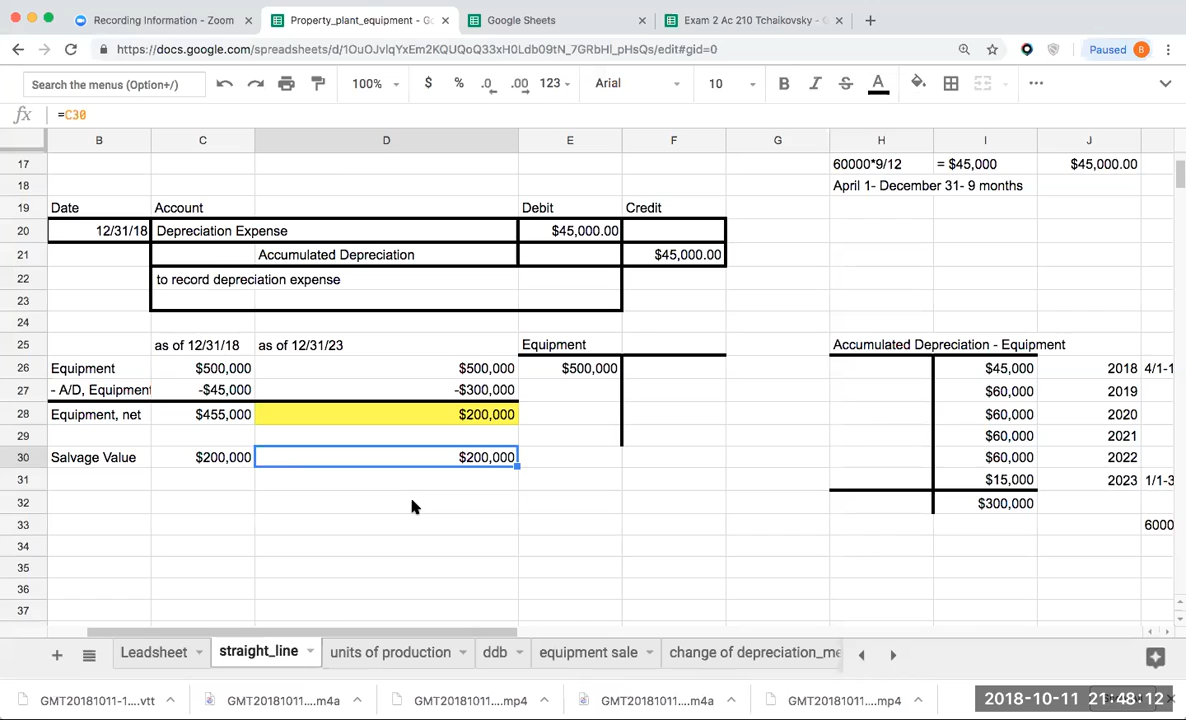 Recording Information - Zoom
Property_plant_equipment - Go
Google Sheets
Exam 2 Ac 210 Tchaikovsky - G
https://docs.google.com/spreadsheets/d/1OuOJvlqYxEm2KQUQoQ33xH0Ldb09tN_7GRbHl_pHsQs/edit#gid=0
Paused B
Search the menus (Option+/)
100% $ % .0 .00 123 Arial 10 B I S A
fx =C30
B C D E F G H I J
17 60000*9/12 = $45,000 $45,000.00
18 April 1- December 31- 9 months
19 Date Account Debit Credit
20 12/31/18 Depreciation Expense $45,000.00
21 Accumulated Depreciation $45,000.00
22 to record depreciation expense
23
24
25 as of 12/31/18 as of 12/31/23 Equipment Accumulated Depreciation - Equipment
26 Equipment $500,000 $500,000 $500,000 $45,000 2018 4/1-1
27 - A/D, Equipment -$45,000 -$300,000 $60,000 2019
28 Equipment, net $455,000 $200,000 $60,000 2020
29 $60,000 2021
30 Salvage Value $200,000 $200,000 $60,000 2022
31 $15,000 2023 1/1-3
32 $300,000
33 6000
34
35
36
37
Leadsheet straight_line units of production ddb equipment sale change of depreciation_me
GMT20181011-1....vtt GMT20181011....m4a GMT20181011....mp4 GMT20181011....m4a GMT20181011....mp4
2018-10-11 21:48:12